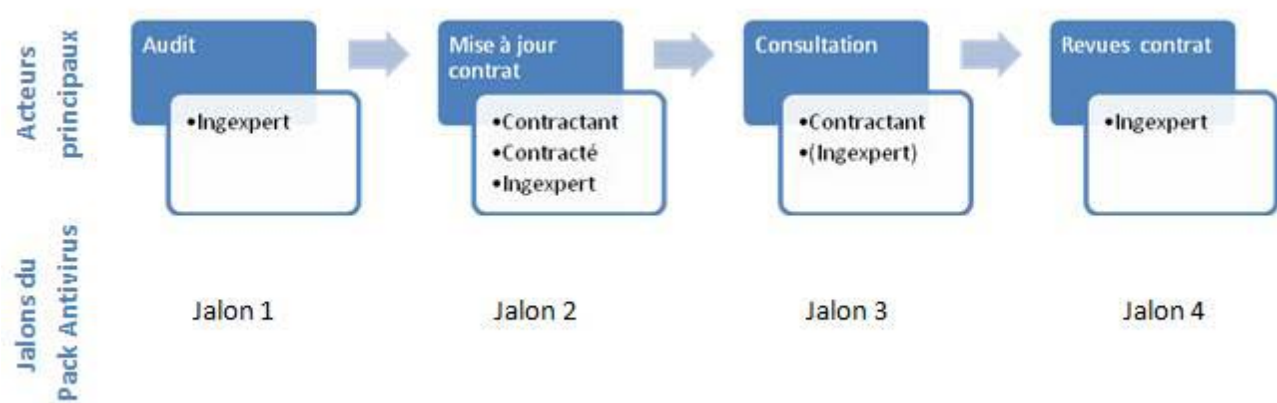 Acteurs
principaux
Audit
•Ingexpert
Mise à jour
contrat
•Contractant
•Contracté
•Ingexpert
Consultation
•Contractant
•(Ingexpert)
Revues contrat
•Ingexpert
Jalons du
Pack Antivirus
Jalon 1
Jalon 2
Jalon 3
Jalon 4